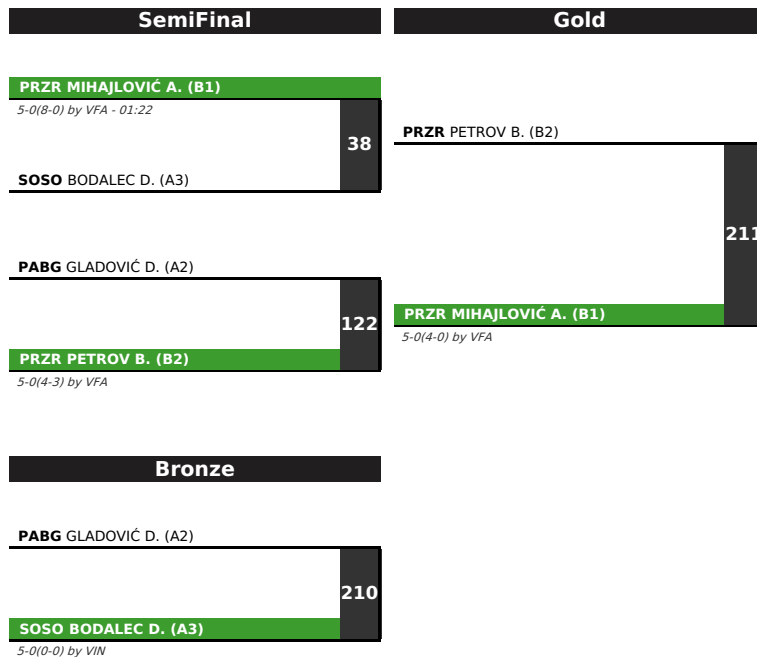 SemiFinal
PRZR MIHAJLOVIĆ A. (B1)
5-0(8-0) by VFA - 01:22
38
SOSO BODALEC D. (A3)
PABG GLADOVIĆ D. (A2)
122
PRZR PETROV B. (B2)
5-0(4-3) by VFA
Gold
PRZR PETROV B. (B2)
211
PRZR MIHAJLOVIĆ A. (B1)
5-0(4-0) by VFA
Bronze
PABG GLADOVIĆ D. (A2)
210
SOSO BODALEC D. (A3)
5-0(0-0) by VIN